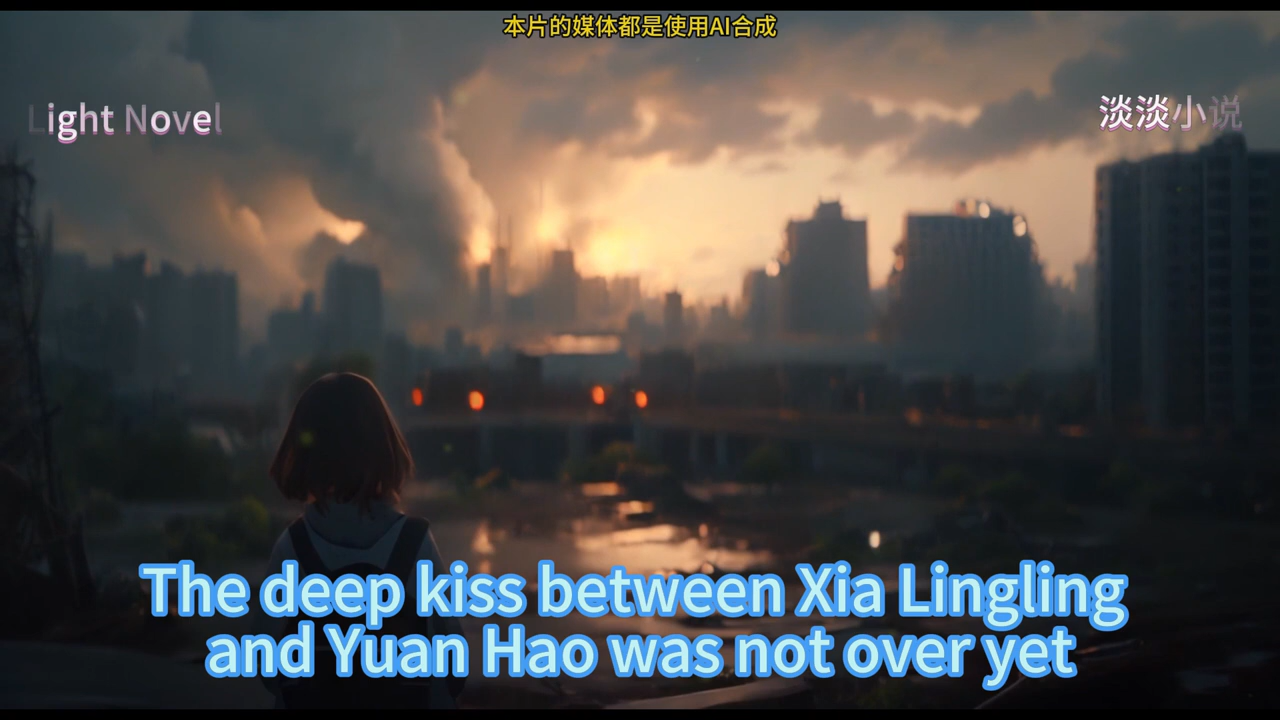 本片的媒体都是使用AI合成
Light Novel
淡淡小说
The deep kiss between Xia Lingling
and Yuan Hao was not over yet